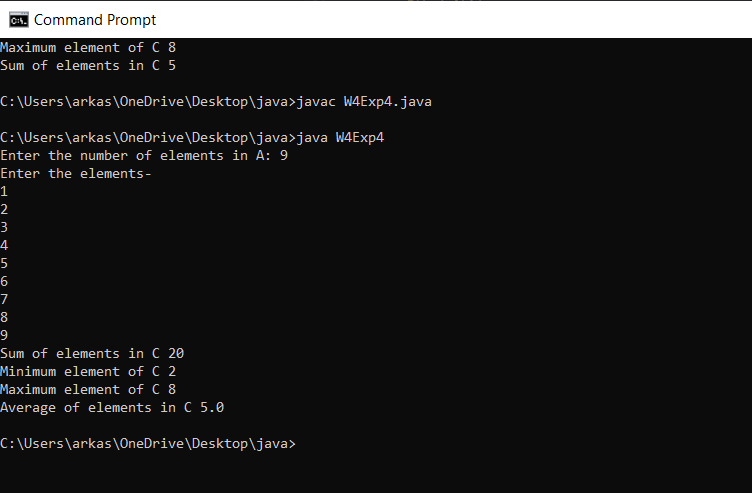 Command Prompt
Maximum element of C 8
Sum of elements in C 5
C:\Users\arkas\OneDrive\Desktop\java>javac W4Exp4.java
C:\Users\arkas\OneDrive\Desktop\java>java W4Exp4
Enter the number of elements in A: 9
Enter the elements-
1
2
3
4
5
6
7
8
9
Sum of elements in C 20
Minimum element of C 2
Maximum element of C 8
Average of elements in C 5.0
C:\Users\arkas\OneDrive\Desktop\java>